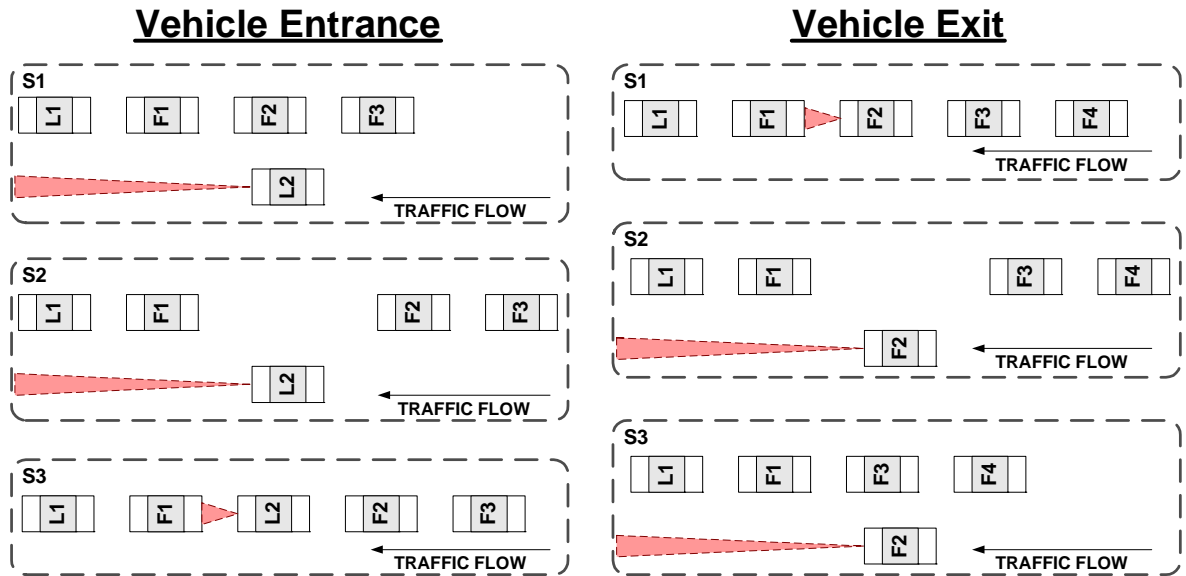 Vehicle Entrance
S1
L1 F1 F2 F3
L2
TRAFFIC FLOW
S2
L1 F1 F2 F3
L2
TRAFFIC FLOW
S3
L1 F1 L2 F2 F3
TRAFFIC FLOW
Vehicle Exit
S1
L1 F1 F2 F3 F4
TRAFFIC FLOW
S2
L1 F1 F3 F4
F2
TRAFFIC FLOW
S3
L1 F1 F3 F4
F2
TRAFFIC FLOW